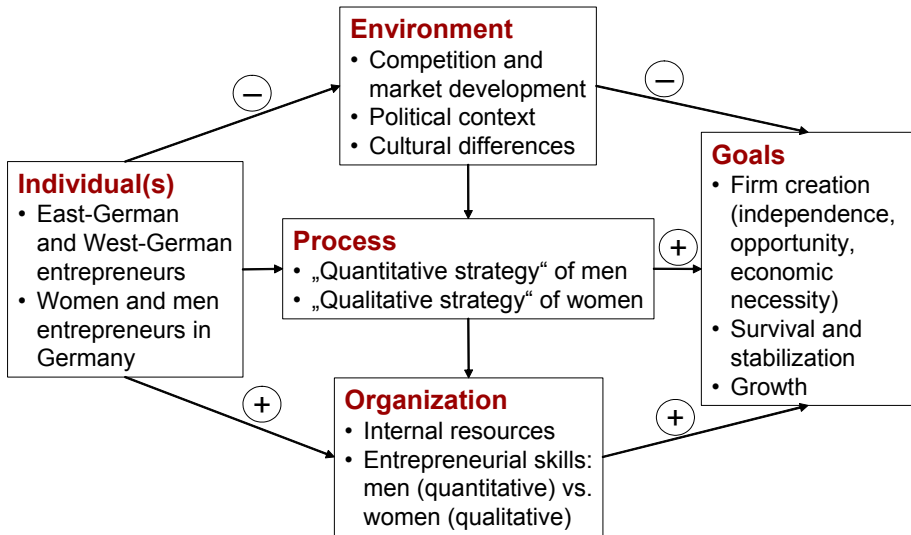 Environment
• Competition and
market development
• Political context
• Cultural differences
−
−
Individual(s)
• East-German
and West-German
entrepreneurs
• Women and men
entrepreneurs in
Germany
Process
• „Quantitative strategy“ of men
• „Qualitative strategy“ of women
+
Goals
• Firm creation
(independence,
opportunity,
economic
necessity)
• Survival and
stabilization
• Growth
+
Organization
• Internal resources
• Entrepreneurial skills:
men (quantitative) vs.
women (qualitative)
+